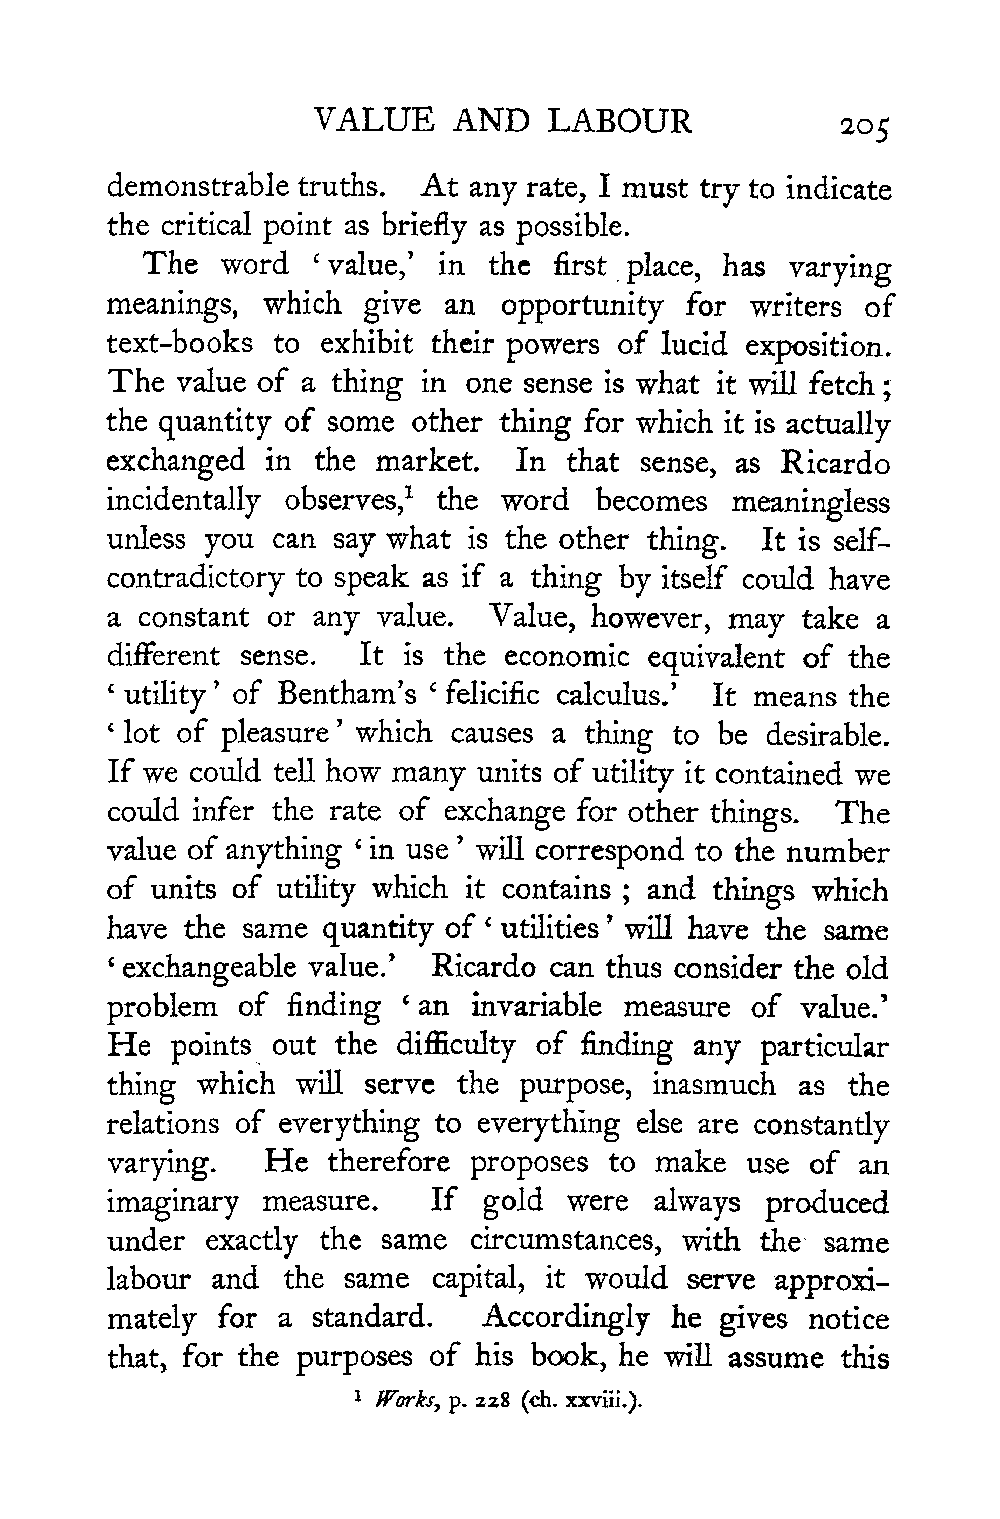 VALUE AND LABOUR 205
demonstrable truths. At any rate, I must try to indicate
the critical point as briefly as possible.
The word ‘value,’ in the first place, has varying
meanings, which give an opportunity for writers of
text-books to exhibit their powers of lucid exposition.
The value of a thing in one sense is what it will fetch;
the quantity of some other thing for which it is actually
exchanged in the market. In that sense, as Ricardo
incidentally observes,¹ the word becomes meaningless
unless you can say what is the other thing. It is self-
contradictory to speak as if a thing by itself could have
a constant or any value. Value, however, may take a
different sense. It is the economic equivalent of the
‘utility’ of Bentham’s ‘felicific calculus.’ It means the
‘lot of pleasure’ which causes a thing to be desirable.
If we could tell how many units of utility it contained we
could infer the rate of exchange for other things. The
value of anything ‘in use’ will correspond to the number
of units of utility which it contains; and things which
have the same quantity of ‘utilities’ will have the same
‘exchangeable value.’ Ricardo can thus consider the old
problem of finding ‘an invariable measure of value.’
He points out the difficulty of finding any particular
thing which will serve the purpose, inasmuch as the
relations of everything to everything else are constantly
varying. He therefore proposes to make use of an
imaginary measure. If gold were always produced
under exactly the same circumstances, with the same
labour and the same capital, it would serve approxi-
mately for a standard. Accordingly he gives notice
that, for the purposes of his book, he will assume this
¹ Works, p. 228 (ch. xxviii.).